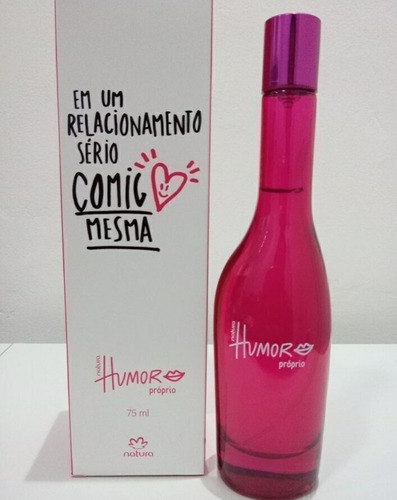 EM UM
RELACIONAMENTO
SÉRIO
COMIG
MESMA
natura
HUMOR
próprio
75 ml
natura
natura
HUMOR
próprio